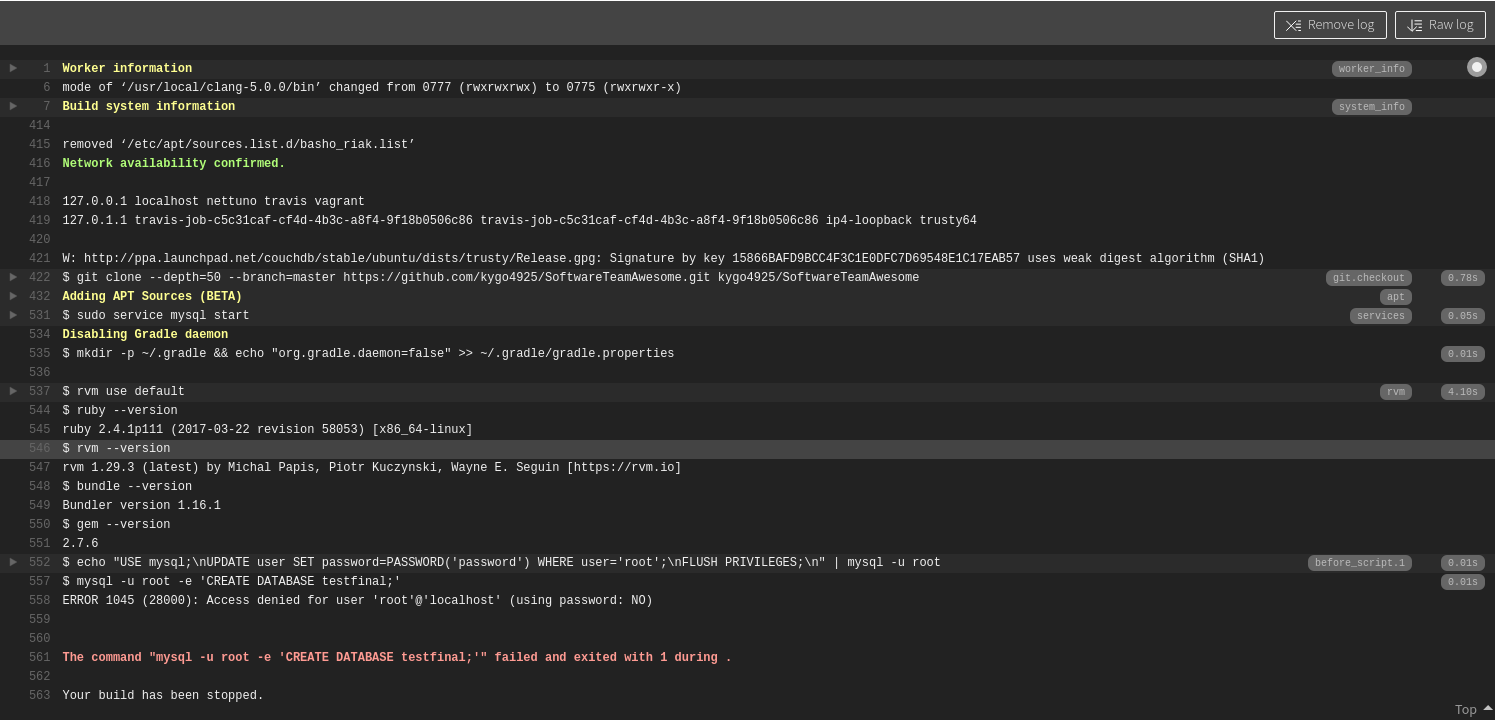 Remove log Raw log
1 Worker information worker_info
6 mode of ‘/usr/local/clang-5.0.0/bin’ changed from 0777 (rwxrwxrwx) to 0775 (rwxrwxr-x)
7 Build system information system_info
414
415 removed ‘/etc/apt/sources.list.d/basho_riak.list’
416 Network availability confirmed.
417
418 127.0.0.1 localhost nettuno travis vagrant
419 127.0.1.1 travis-job-c5c31caf-cf4d-4b3c-a8f4-9f18b0506c86 travis-job-c5c31caf-cf4d-4b3c-a8f4-9f18b0506c86 ip4-loopback trusty64
420
421 W: http://ppa.launchpad.net/couchdb/stable/ubuntu/dists/trusty/Release.gpg: Signature by key 15866BAFD9BCC4F3C1E0DFC7D69548E1C17EAB57 uses weak digest algorithm (SHA1)
422 $ git clone --depth=50 --branch=master https://github.com/kygo4925/SoftwareTeamAwesome.git kygo4925/SoftwareTeamAwesome git.checkout 0.78s
432 Adding APT Sources (BETA) apt
531 $ sudo service mysql start services 0.05s
534 Disabling Gradle daemon
535 $ mkdir -p ~/.gradle && echo "org.gradle.daemon=false" >> ~/.gradle/gradle.properties 0.01s
536
537 $ rvm use default rvm 4.10s
544 $ ruby --version
545 ruby 2.4.1p111 (2017-03-22 revision 58053) [x86_64-linux]
546 $ rvm --version
547 rvm 1.29.3 (latest) by Michal Papis, Piotr Kuczynski, Wayne E. Seguin [https://rvm.io]
548 $ bundle --version
549 Bundler version 1.16.1
550 $ gem --version
551 2.7.6
552 $ echo "USE mysql;\nUPDATE user SET password=PASSWORD('password') WHERE user='root';\nFLUSH PRIVILEGES;\n" | mysql -u root before_script.1 0.01s
557 $ mysql -u root -e 'CREATE DATABASE testfinal;' 0.01s
558 ERROR 1045 (28000): Access denied for user 'root'@'localhost' (using password: NO)
559
560
561 The command "mysql -u root -e 'CREATE DATABASE testfinal;'" failed and exited with 1 during .
562
563 Your build has been stopped.
Top